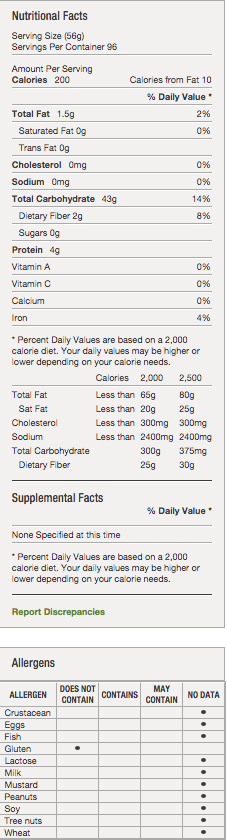 Nutritional Facts
Serving Size (56g)
Servings Per Container 96
Amount Per Serving
Calories 200 Calories from Fat 10
% Daily Value *
Total Fat 1.5g 2%
Saturated Fat 0g 0%
Trans Fat 0g
Cholesterol 0mg 0%
Sodium 0mg 0%
Total Carbohydrate 43g 14%
Dietary Fiber 2g 8%
Sugars 0g
Protein 4g
Vitamin A 0%
Vitamin C 0%
Calcium 0%
Iron 4%
* Percent Daily Values are based on a 2,000
calorie diet. Your daily values may be higher or
lower depending on your calorie needs.
Calories 2,000 2,500
Total Fat Less than 65g 80g
Sat Fat Less than 20g 25g
Cholesterol Less than 300mg 300mg
Sodium Less than 2400mg 2400mg
Total Carbohydrate 300g 375mg
Dietary Fiber 25g 30g
Supplemental Facts
% Daily Value *
None Specified at this time
* Percent Daily Values are based on a 2,000
calorie diet. Your daily values may be higher or
lower depending on your calorie needs.
Report Discrepancies
Allergens
ALLERGEN DOES NOT CONTAIN CONTAINS MAY CONTAIN NO DATA
Crustacean •
Eggs •
Fish •
Gluten •
Lactose •
Milk •
Mustard •
Peanuts •
Soy •
Tree nuts •
Wheat •